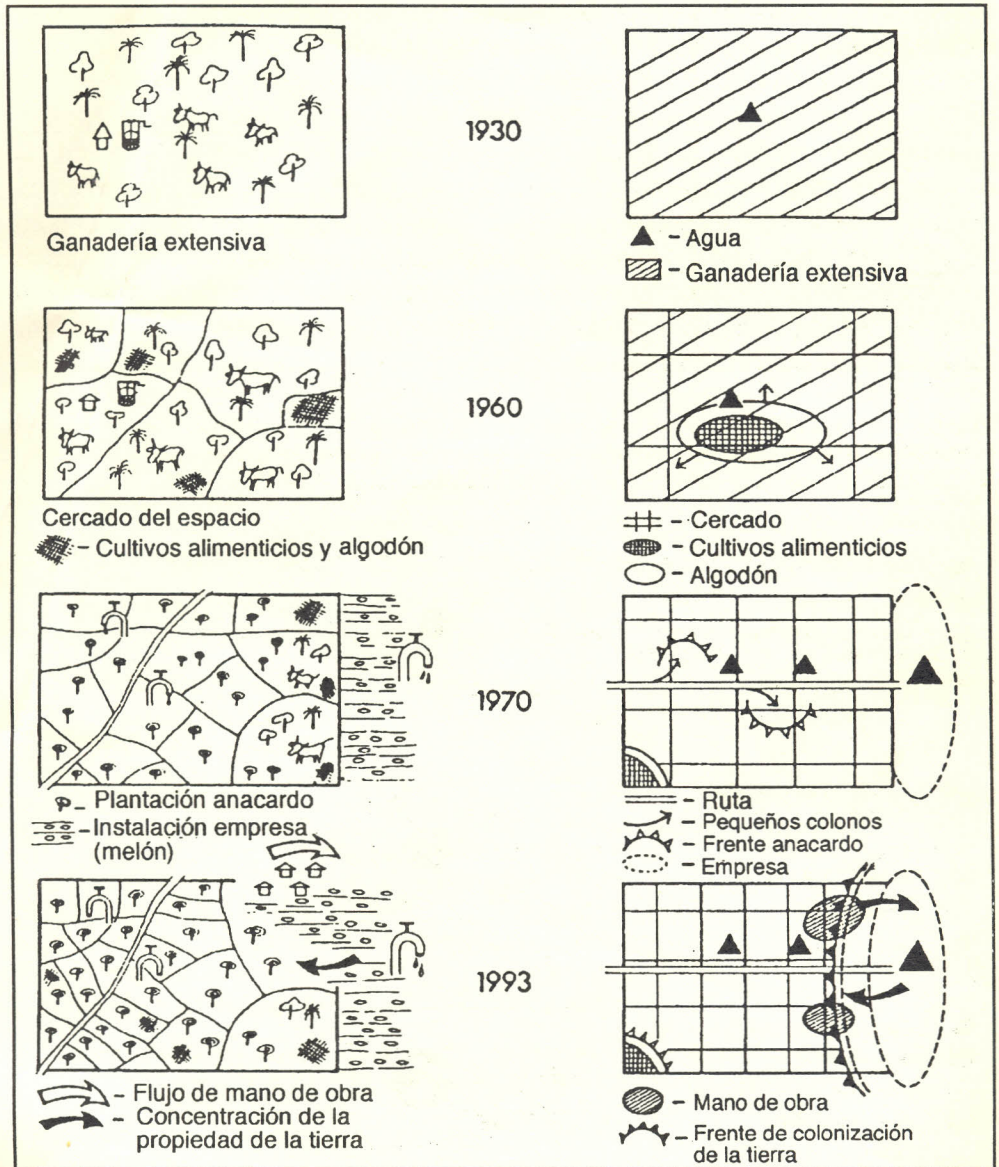 1930
Ganadería extensiva
- Agua
- Ganadería extensiva
1960
Cercado del espacio
- Cultivos alimenticios y algodón
- Cercado
- Cultivos alimenticios
- Algodón
1970
- Plantación anacardo
- Instalación empresa
(melón)
- Ruta
- Pequeños colonos
- Frente anacardo
- Empresa
1993
- Flujo de mano de obra
- Concentración de la
propiedad de la tierra
- Mano de obra
- Frente de colonización
de la tierra